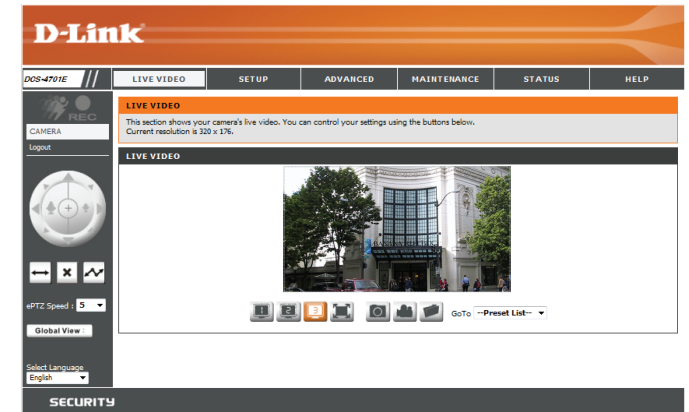 D-Link
DCS-4701E
LIVE VIDEO
SETUP
ADVANCED
MAINTENANCE
STATUS
HELP
REC
CAMERA
Logout
LIVE VIDEO
This section shows your camera's live video. You can control your settings using the buttons below.
Current resolution is 320 x 176.
LIVE VIDEO
1
2
3
GoTo --Preset List--
ePTZ Speed : 5
Global View :
Select Language
English
SECURITY